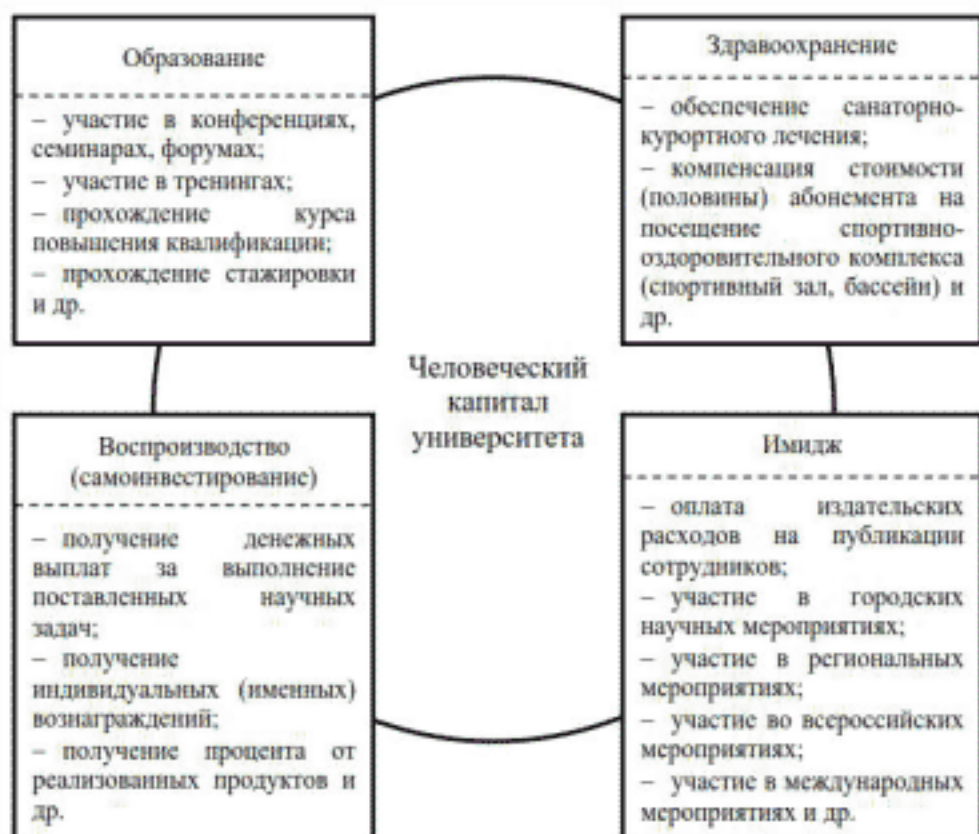 Образование
– участие в конференциях,
семинарах, форумах;
– участие в тренингах;
– прохождение курса
повышения квалификации;
– прохождение стажировки
и др.
Здравоохранение
– обеспечение санаторно-
курортного лечения;
– компенсация стоимости
(половины) абонемента на
посещение спортивно-
оздоровительного комплекса
(спортивный зал, бассейн) и
др.
Человеческий
капитал
университета
Воспроизводство
(самоинвестирование)
– получение денежных
выплат за выполнение
поставленных научных
задач;
– получение
индивидуальных (именных)
вознаграждений;
– получение процента от
реализованных продуктов и
др.
Имидж
– оплата издательских
расходов на публикации
сотрудников;
– участие в городских
научных мероприятиях;
– участие в региональных
мероприятиях;
– участие во всероссийских
мероприятиях;
– участие в международных
мероприятиях и др.